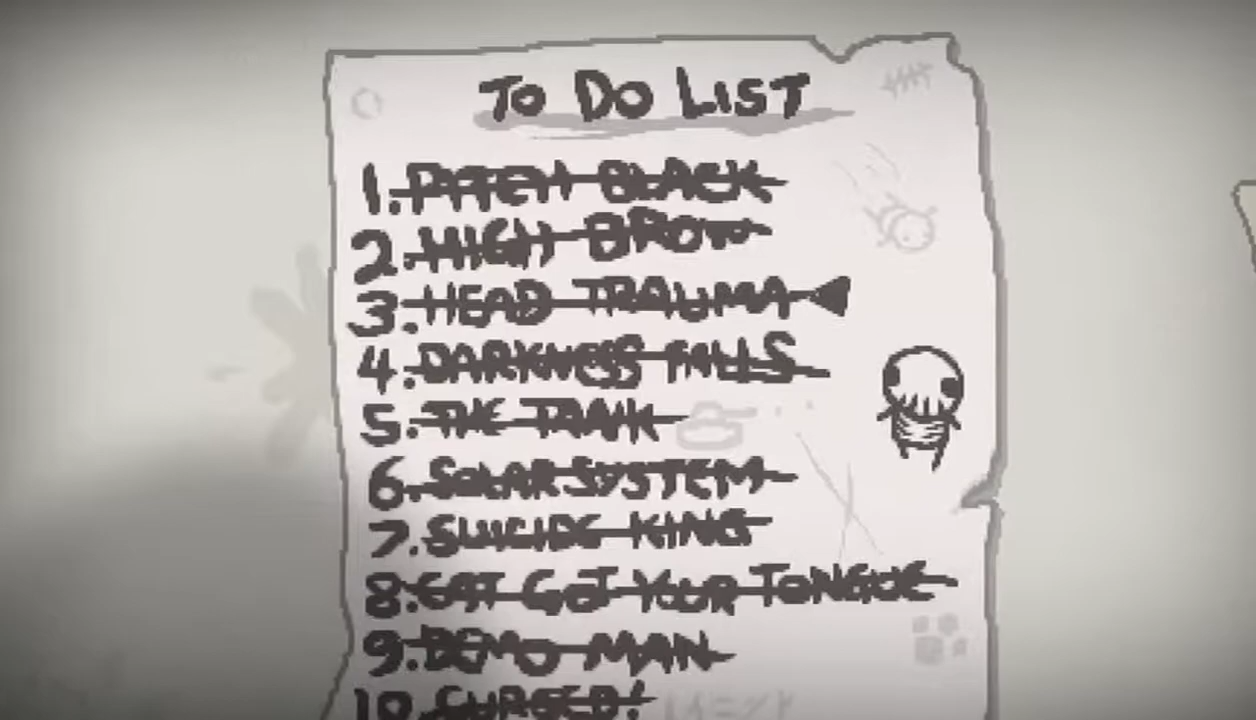 TO DO LIST
1. PITCH BLACK
2. HIGH BROW
3. HEAD TRAUMA
4. DARKNESS FALLS
5. THE TANK
6. SOLAR SYSTEM
7. SUICIDE KING
8. CAT GOT YOUR TONGUE
9. DEMO MAN
10. CURSED!